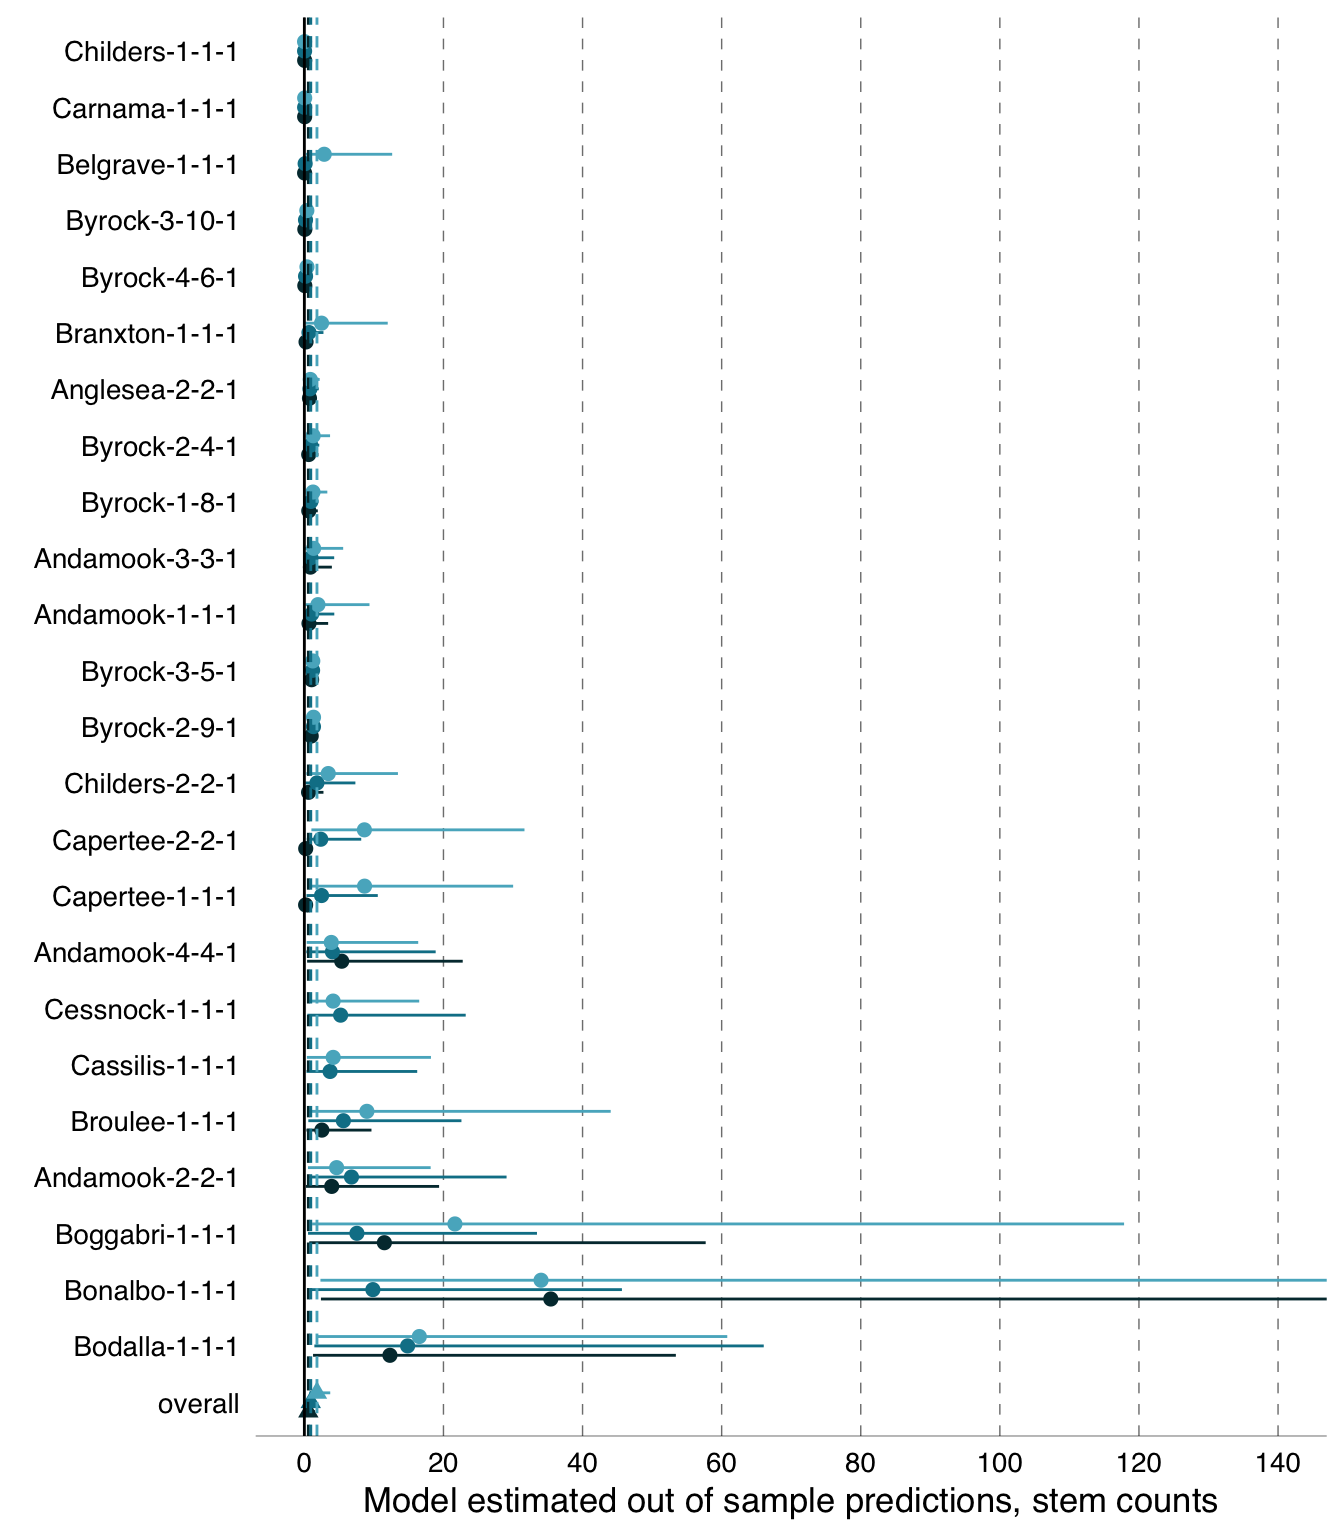 Childers-1-1-1
Carnama-1-1-1
Belgrave-1-1-1
Byrock-3-10-1
Byrock-4-6-1
Branxton-1-1-1
Anglesea-2-2-1
Byrock-2-4-1
Byrock-1-8-1
Andamook-3-3-1
Andamook-1-1-1
Byrock-3-5-1
Byrock-2-9-1
Childers-2-2-1
Capertee-2-2-1
Capertee-1-1-1
Andamook-4-4-1
Cessnock-1-1-1
Cassilis-1-1-1
Broulee-1-1-1
Andamook-2-2-1
Boggabri-1-1-1
Bonalbo-1-1-1
Bodalla-1-1-1
overall
0 20 40 60 80 100 120 140
Model estimated out of sample predictions, stem counts